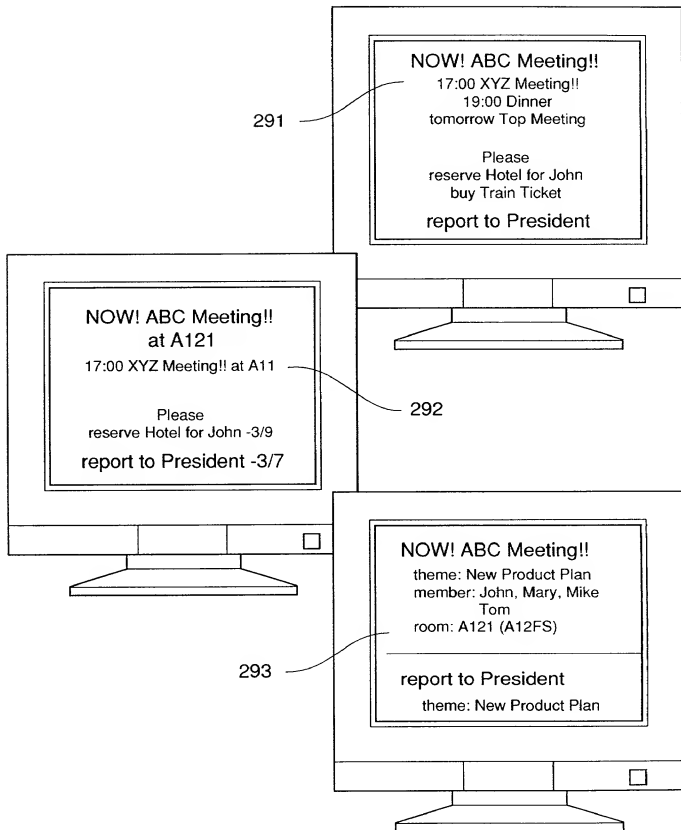 NOW! ABC Meeting!!
17:00 XYZ Meeting!!
19:00 Dinner
tomorrow Top Meeting
Please
reserve Hotel for John
buy Train Ticket
report to President
291
NOW! ABC Meeting!!
at A121
17:00 XYZ Meeting!! at A11
Please
reserve Hotel for John -3/9
report to President -3/7
292
NOW! ABC Meeting!!
theme: New Product Plan
member: John, Mary, Mike
Tom
room: A121 (A12FS)
report to President
theme: New Product Plan
293